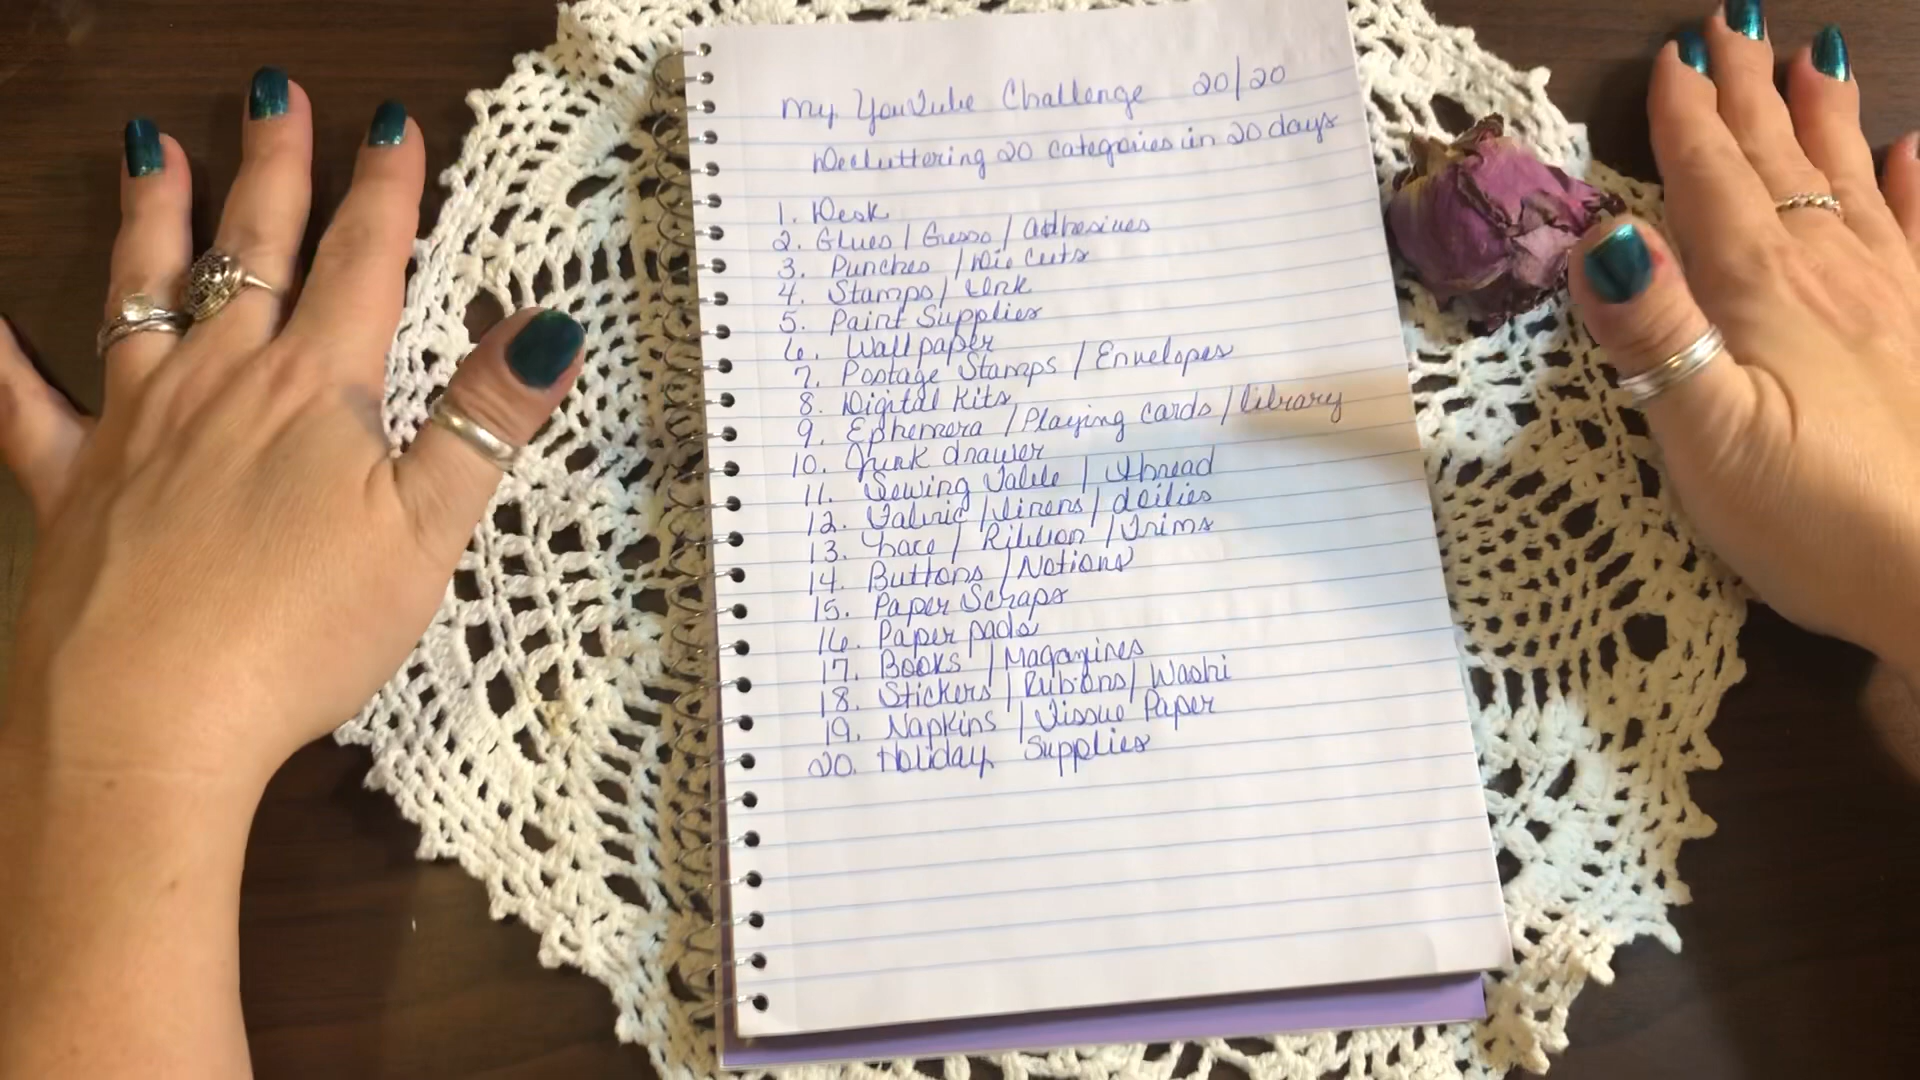 My YouTube Challenge 20/20
Decluttering 20 categories in 20 days
1. Desk
2. Glues / Gesso / Adhesives
3. Punches / Die Cuts
4. Stamps / Ink
5. Paint Supplies
6. Wallpaper
7. Postage Stamps / Envelopes
8. Digital Kits
9. Ephemera / Playing cards / library
10. Junk drawer
11. Sewing Table / Thread
12. Fabric / Linens / doilies
13. Lace / Ribbon / Trims
14. Buttons / Notions
15. Paper Scraps
16. Paper pads
17. Books / Magazines
18. Stickers / Rub.Ons / Washi
19. Napkins / Tissue Paper
20. Holiday Supplies